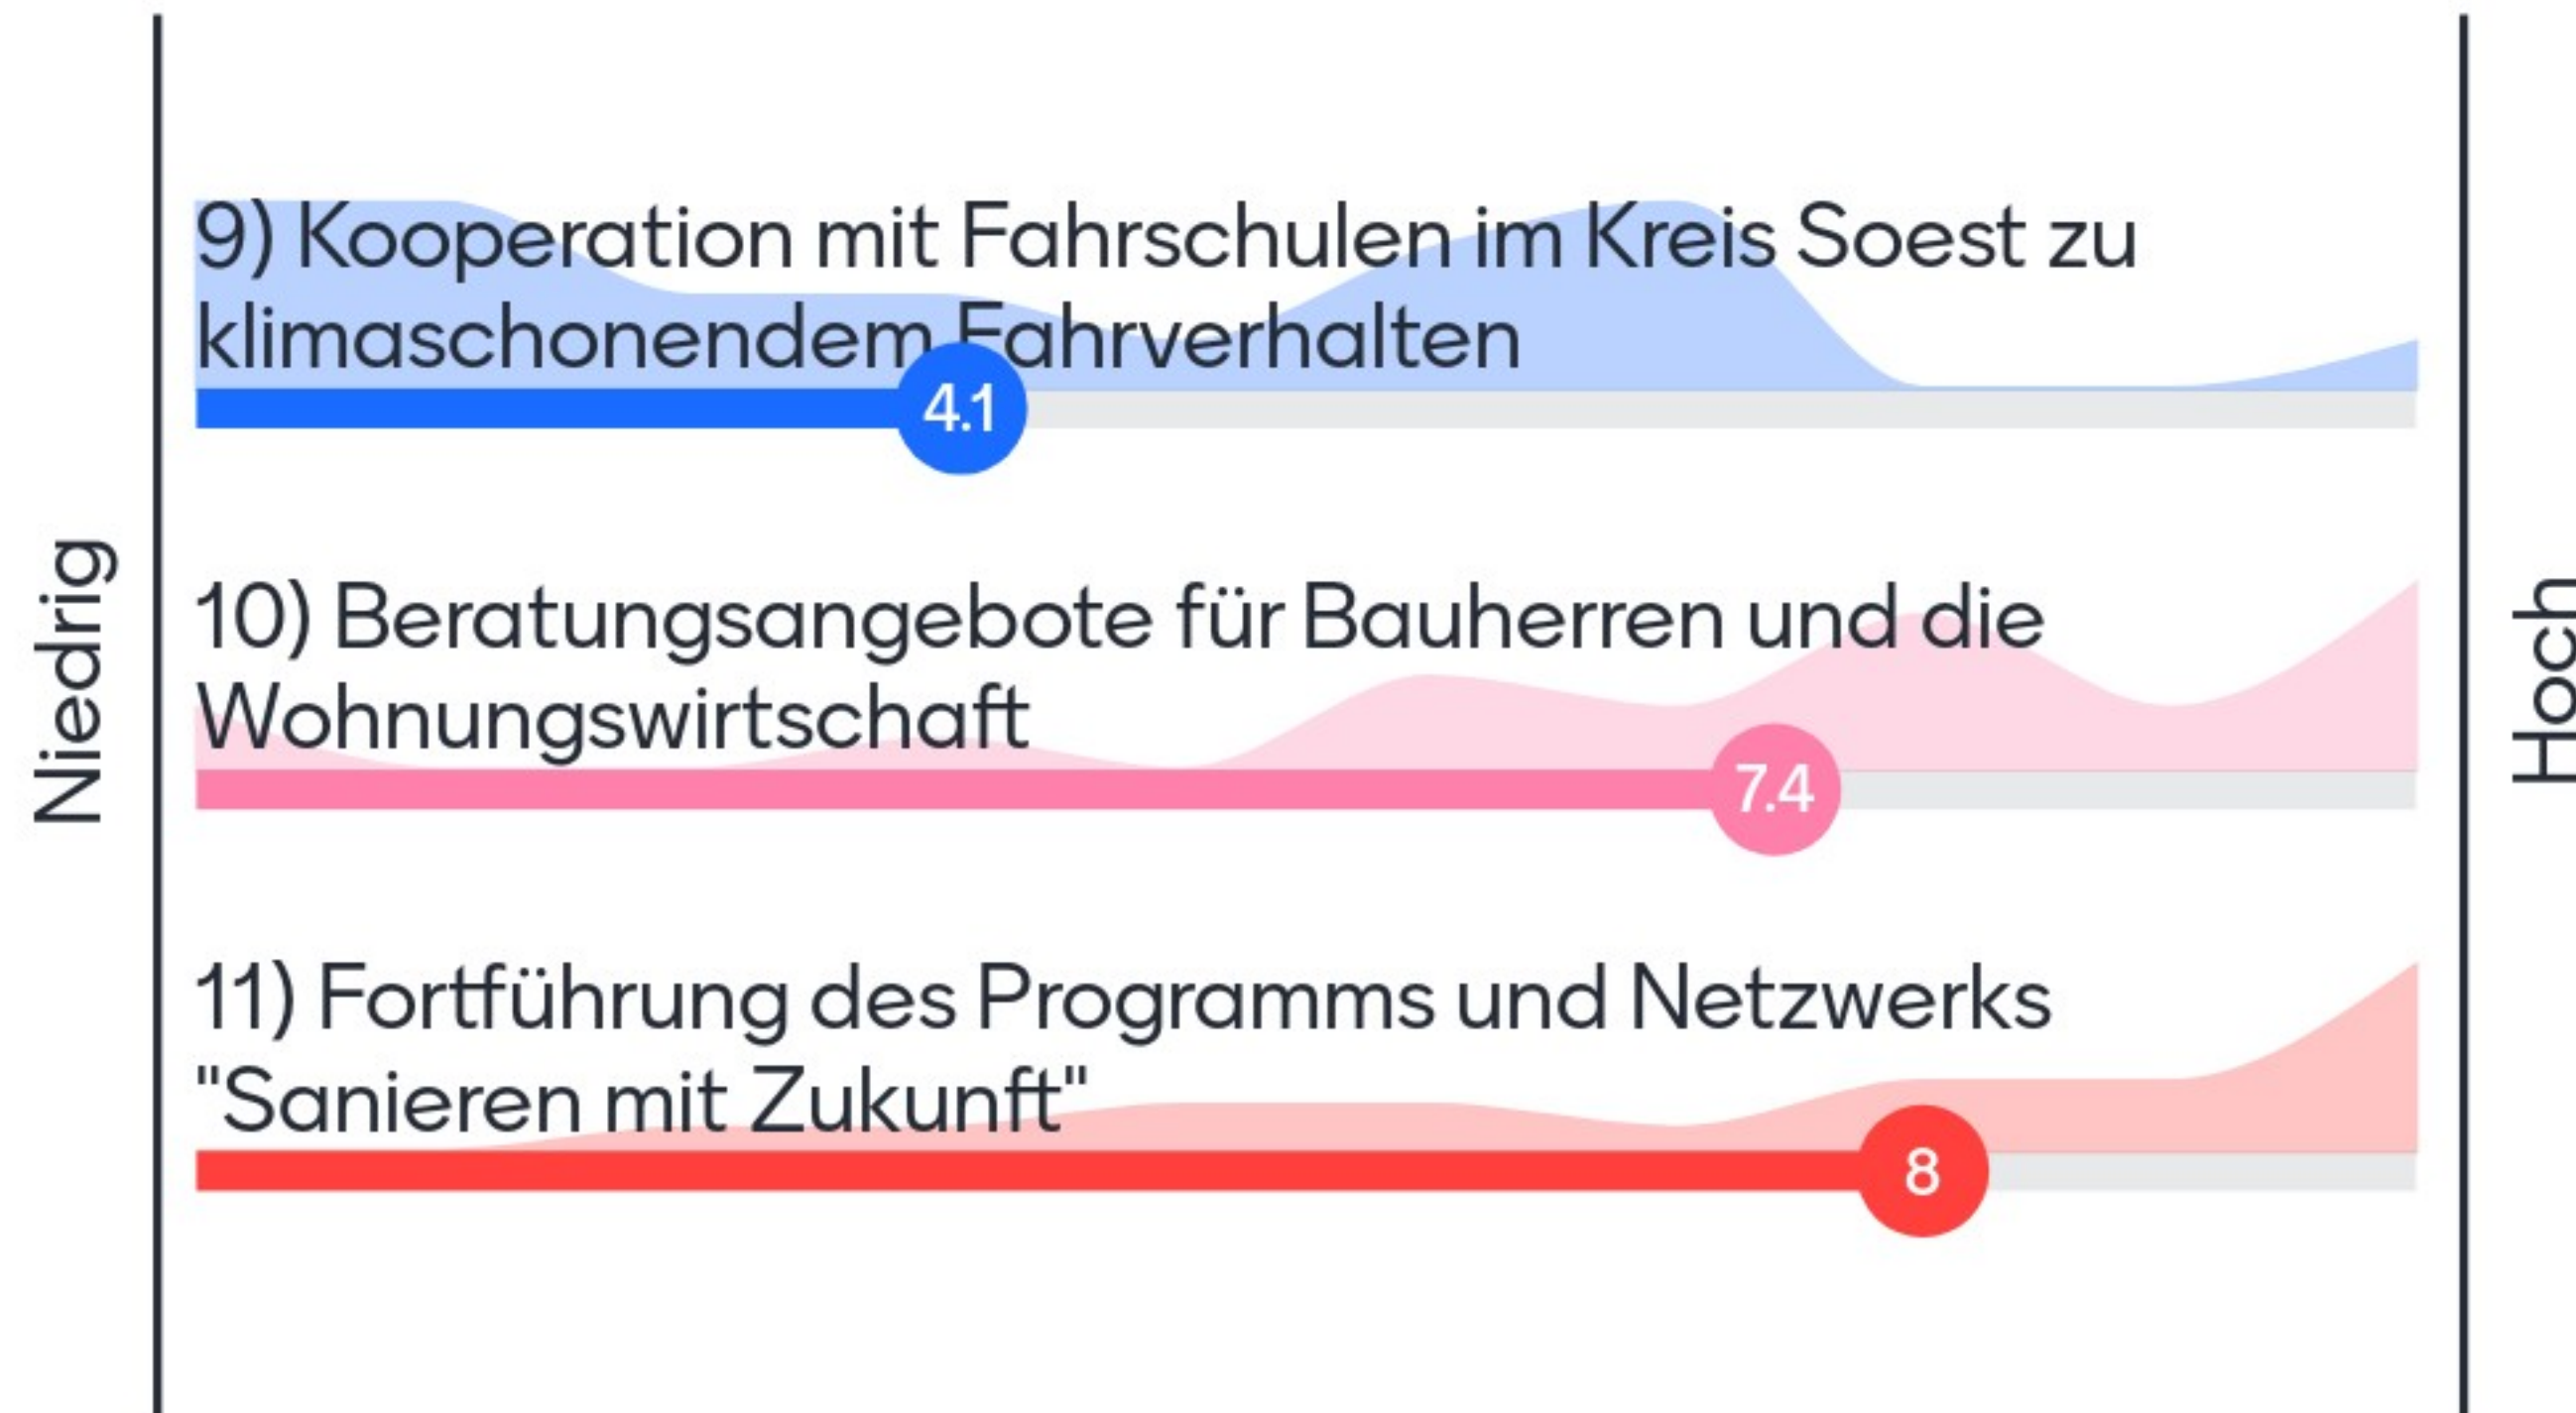 9) Kooperation mit Fahrschulen im Kreis Soest zu
klimaschonendem Fahrverhalten
4.1
Niedrig
10) Beratungsangebote für Bauherren und die
Wohnungswirtschaft
7.4
Hoch
11) Fortführung des Programms und Netzwerks
"Sanieren mit Zukunft"
8